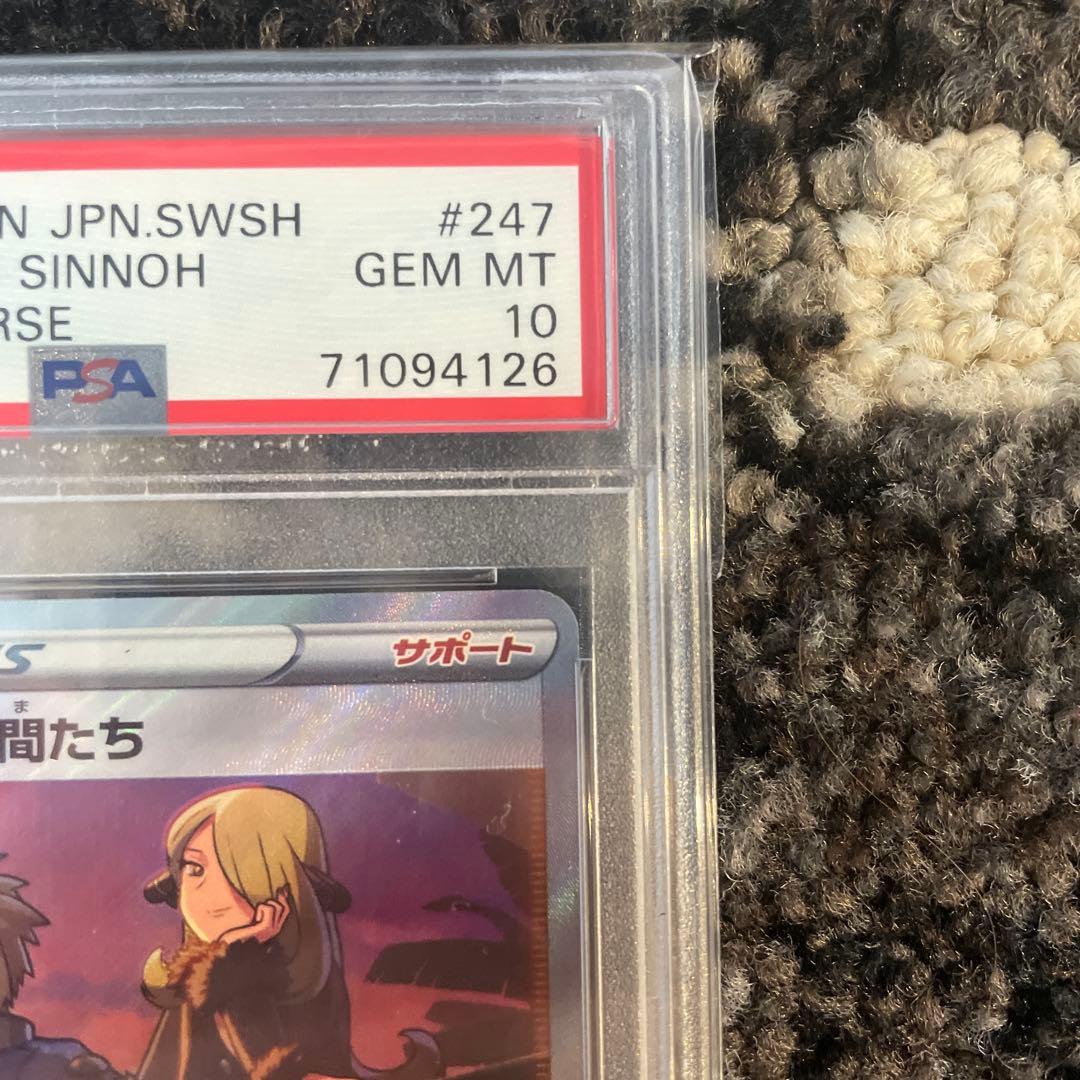 N JPN.SWSH #247
SINNOH GEM MT
RSE 10
PSA 71094126
サポート
ま
間たち